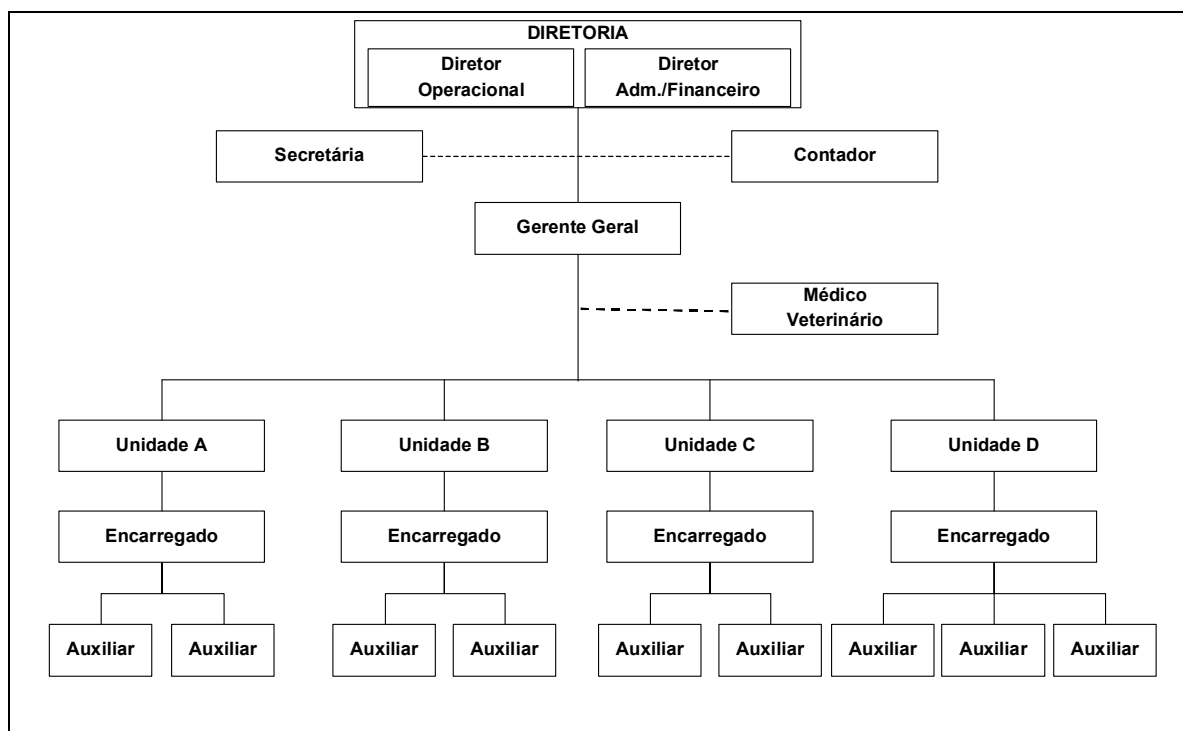 DIRETORIA
Diretor
Operacional
Diretor
Adm./Financeiro
Secretária
Contador
Gerente Geral
Médico
Veterinário
Unidade A
Unidade B
Unidade C
Unidade D
Encarregado
Encarregado
Encarregado
Encarregado
Auxiliar
Auxiliar
Auxiliar
Auxiliar
Auxiliar
Auxiliar
Auxiliar
Auxiliar
Auxiliar